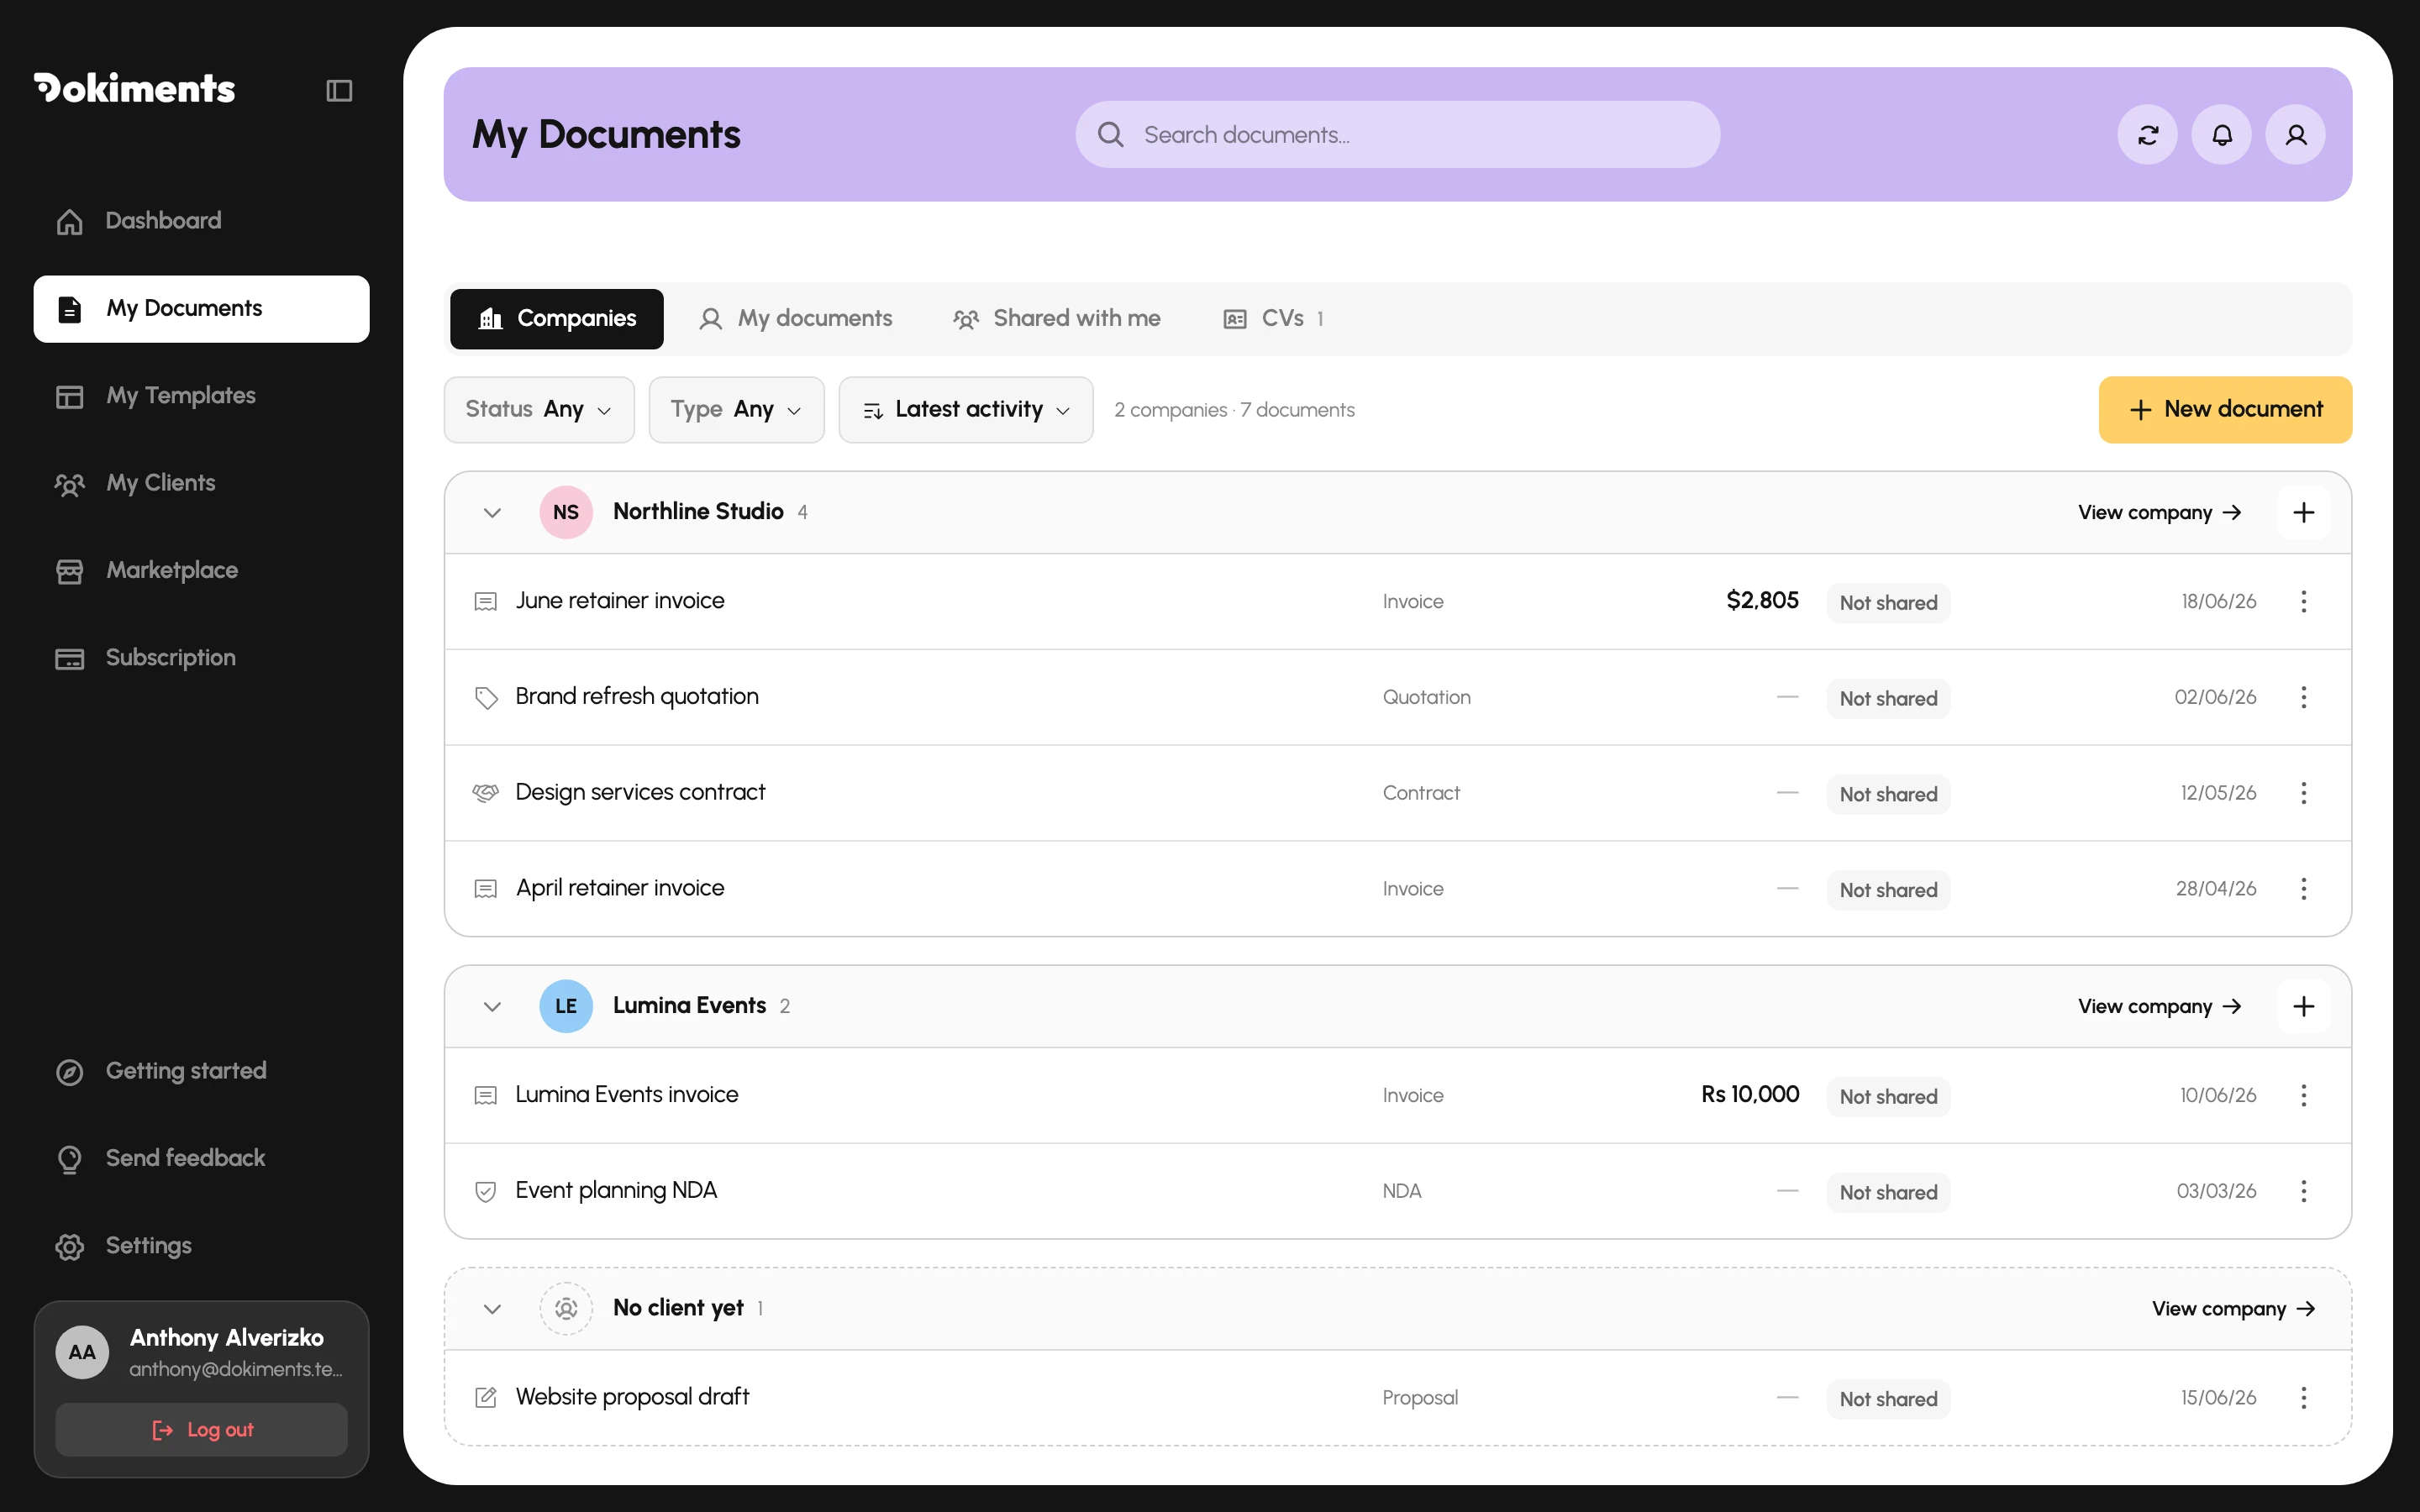 Dokiments
Dashboard
My Documents
My Templates
My Clients
Marketplace
Subscription
Getting started
Send feedback
Settings
AA
Anthony Alverizko
anthony@dokiments.te...
Log out
My Documents
Search documents...
Companies My documents Shared with me CVs 1
Status Any Type Any Latest activity 2 companies · 7 documents New document
NS Northline Studio 4 View company
June retainer invoice Invoice $2,805 Not shared 18/06/26
Brand refresh quotation Quotation — Not shared 02/06/26
Design services contract Contract — Not shared 12/05/26
April retainer invoice Invoice — Not shared 28/04/26
LE Lumina Events 2 View company
Lumina Events invoice Invoice Rs 10,000 Not shared 10/06/26
Event planning NDA NDA — Not shared 03/03/26
No client yet 1 View company
Website proposal draft Proposal — Not shared 15/06/26